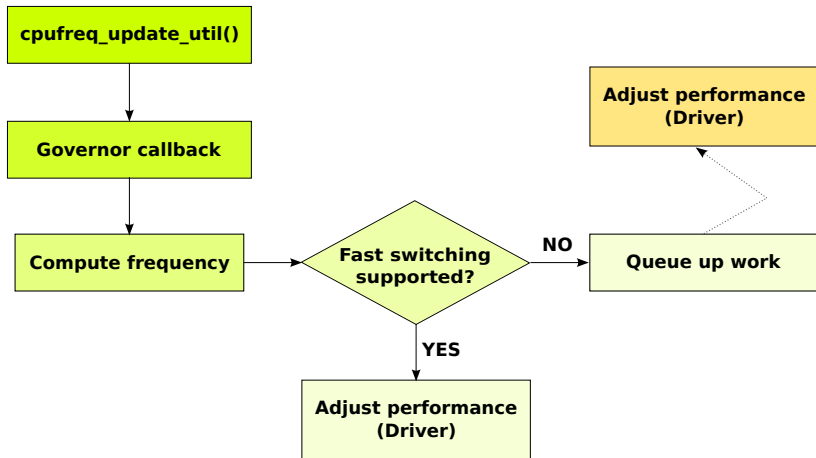 cpufreq_update_util()
Governor callback
Compute frequency
Fast switching
supported?
NO
Queue up work
Adjust performance
(Driver)
YES
Adjust performance
(Driver)